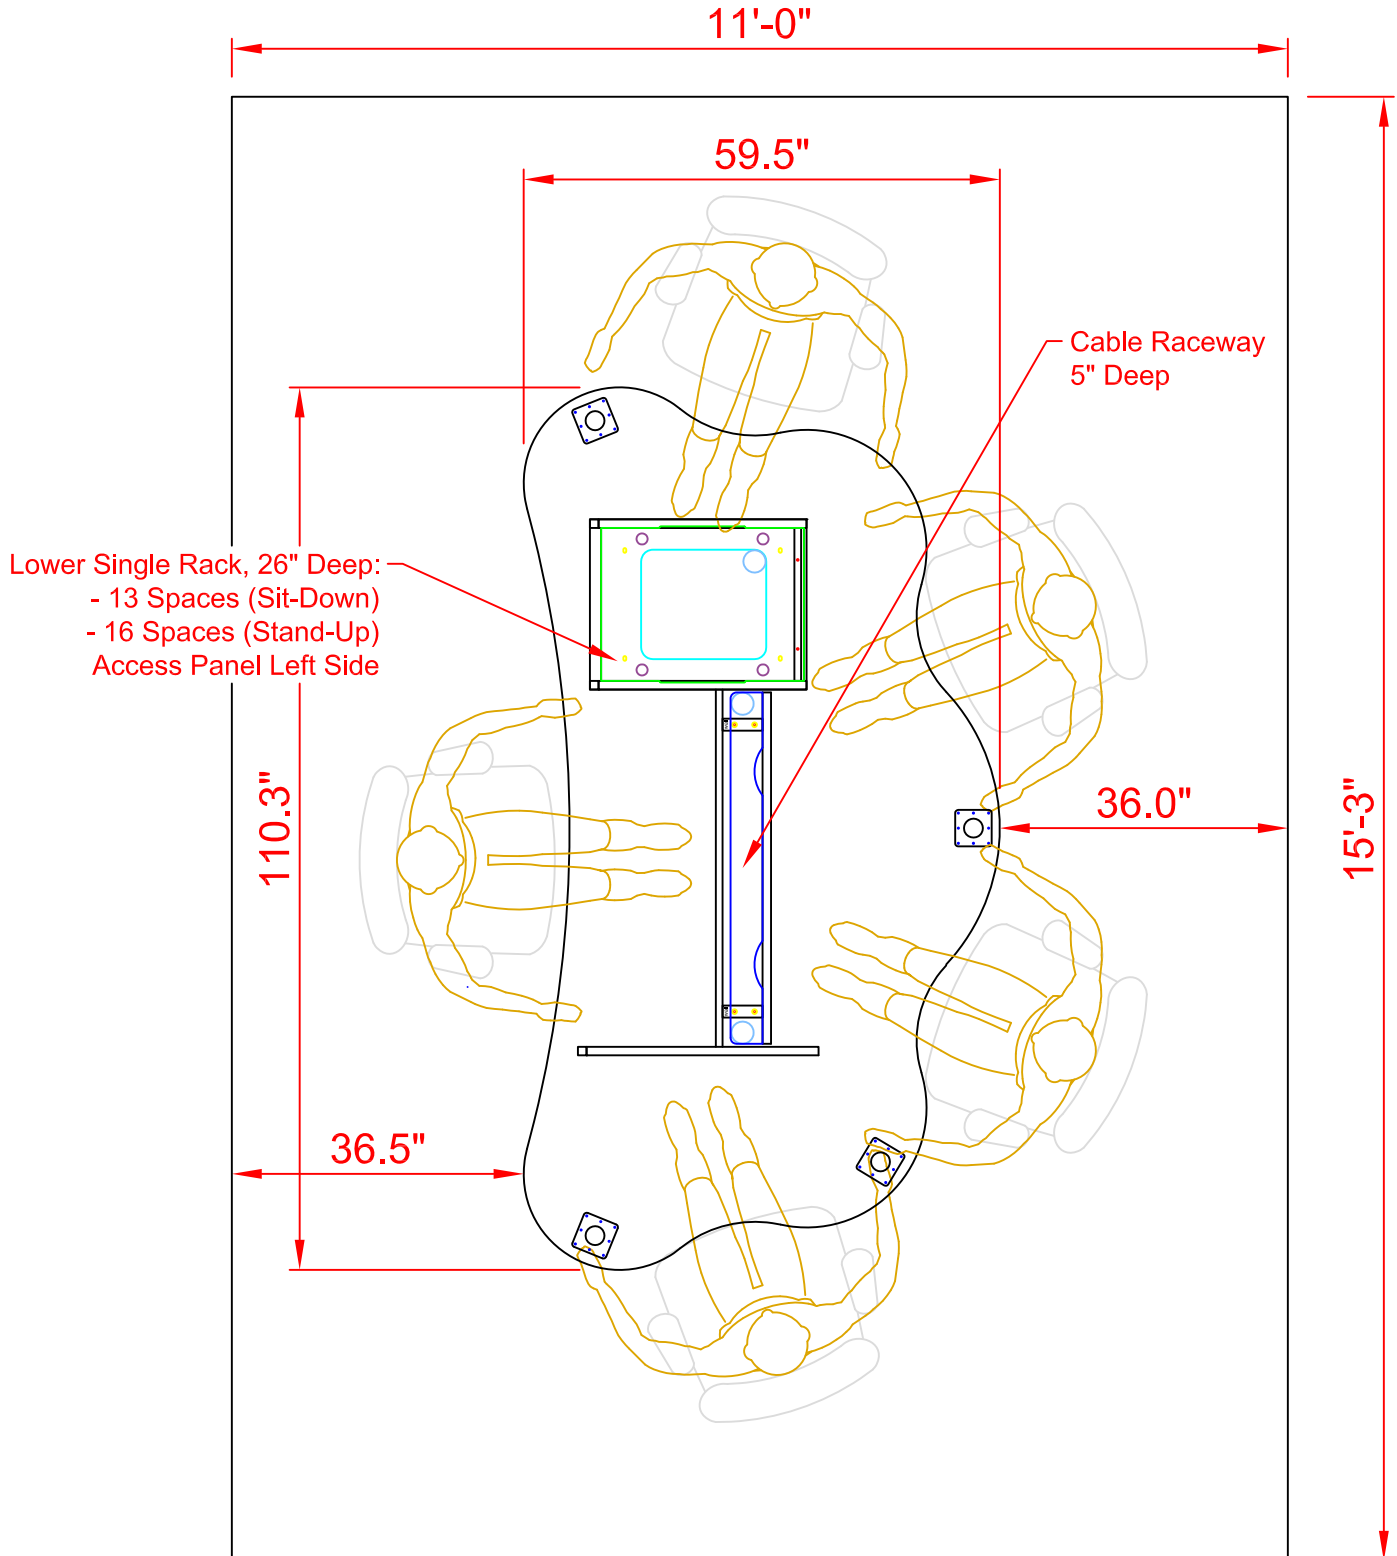 11'-0"
59.5"
Cable Raceway
5" Deep
Lower Single Rack, 26" Deep:
- 13 Spaces (Sit-Down)
- 16 Spaces (Stand-Up)
Access Panel Left Side
110.3"
36.0"
15'-3"
36.5"